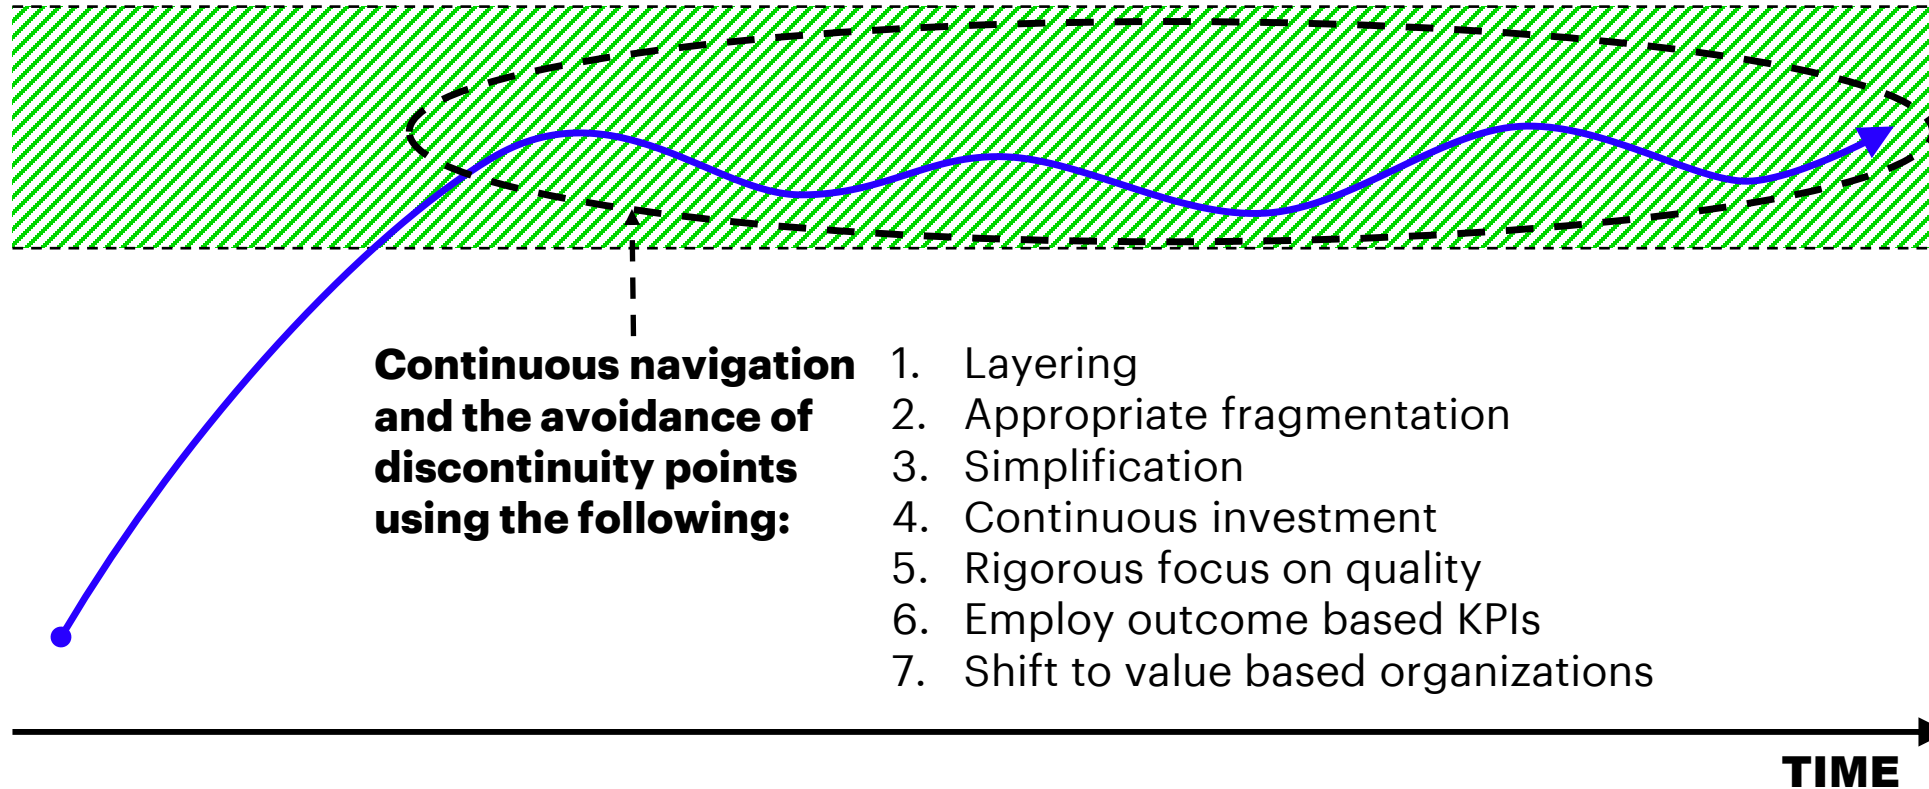 Continuous navigation
and the avoidance of
discontinuity points
using the following:
1. Layering
2. Appropriate fragmentation
3. Simplification
4. Continuous investment
5. Rigorous focus on quality
6. Employ outcome based KPIs
7. Shift to value based organizations
TIME